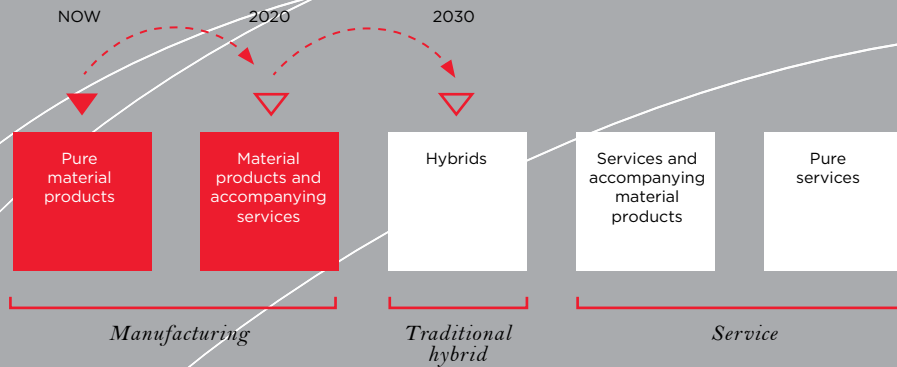 NOW
2020
2030
Pure
material
products
Material
products and
accompanying
services
Hybrids
Services and
accompanying
material
products
Pure
services
Manufacturing
Traditional
hybrid
Service